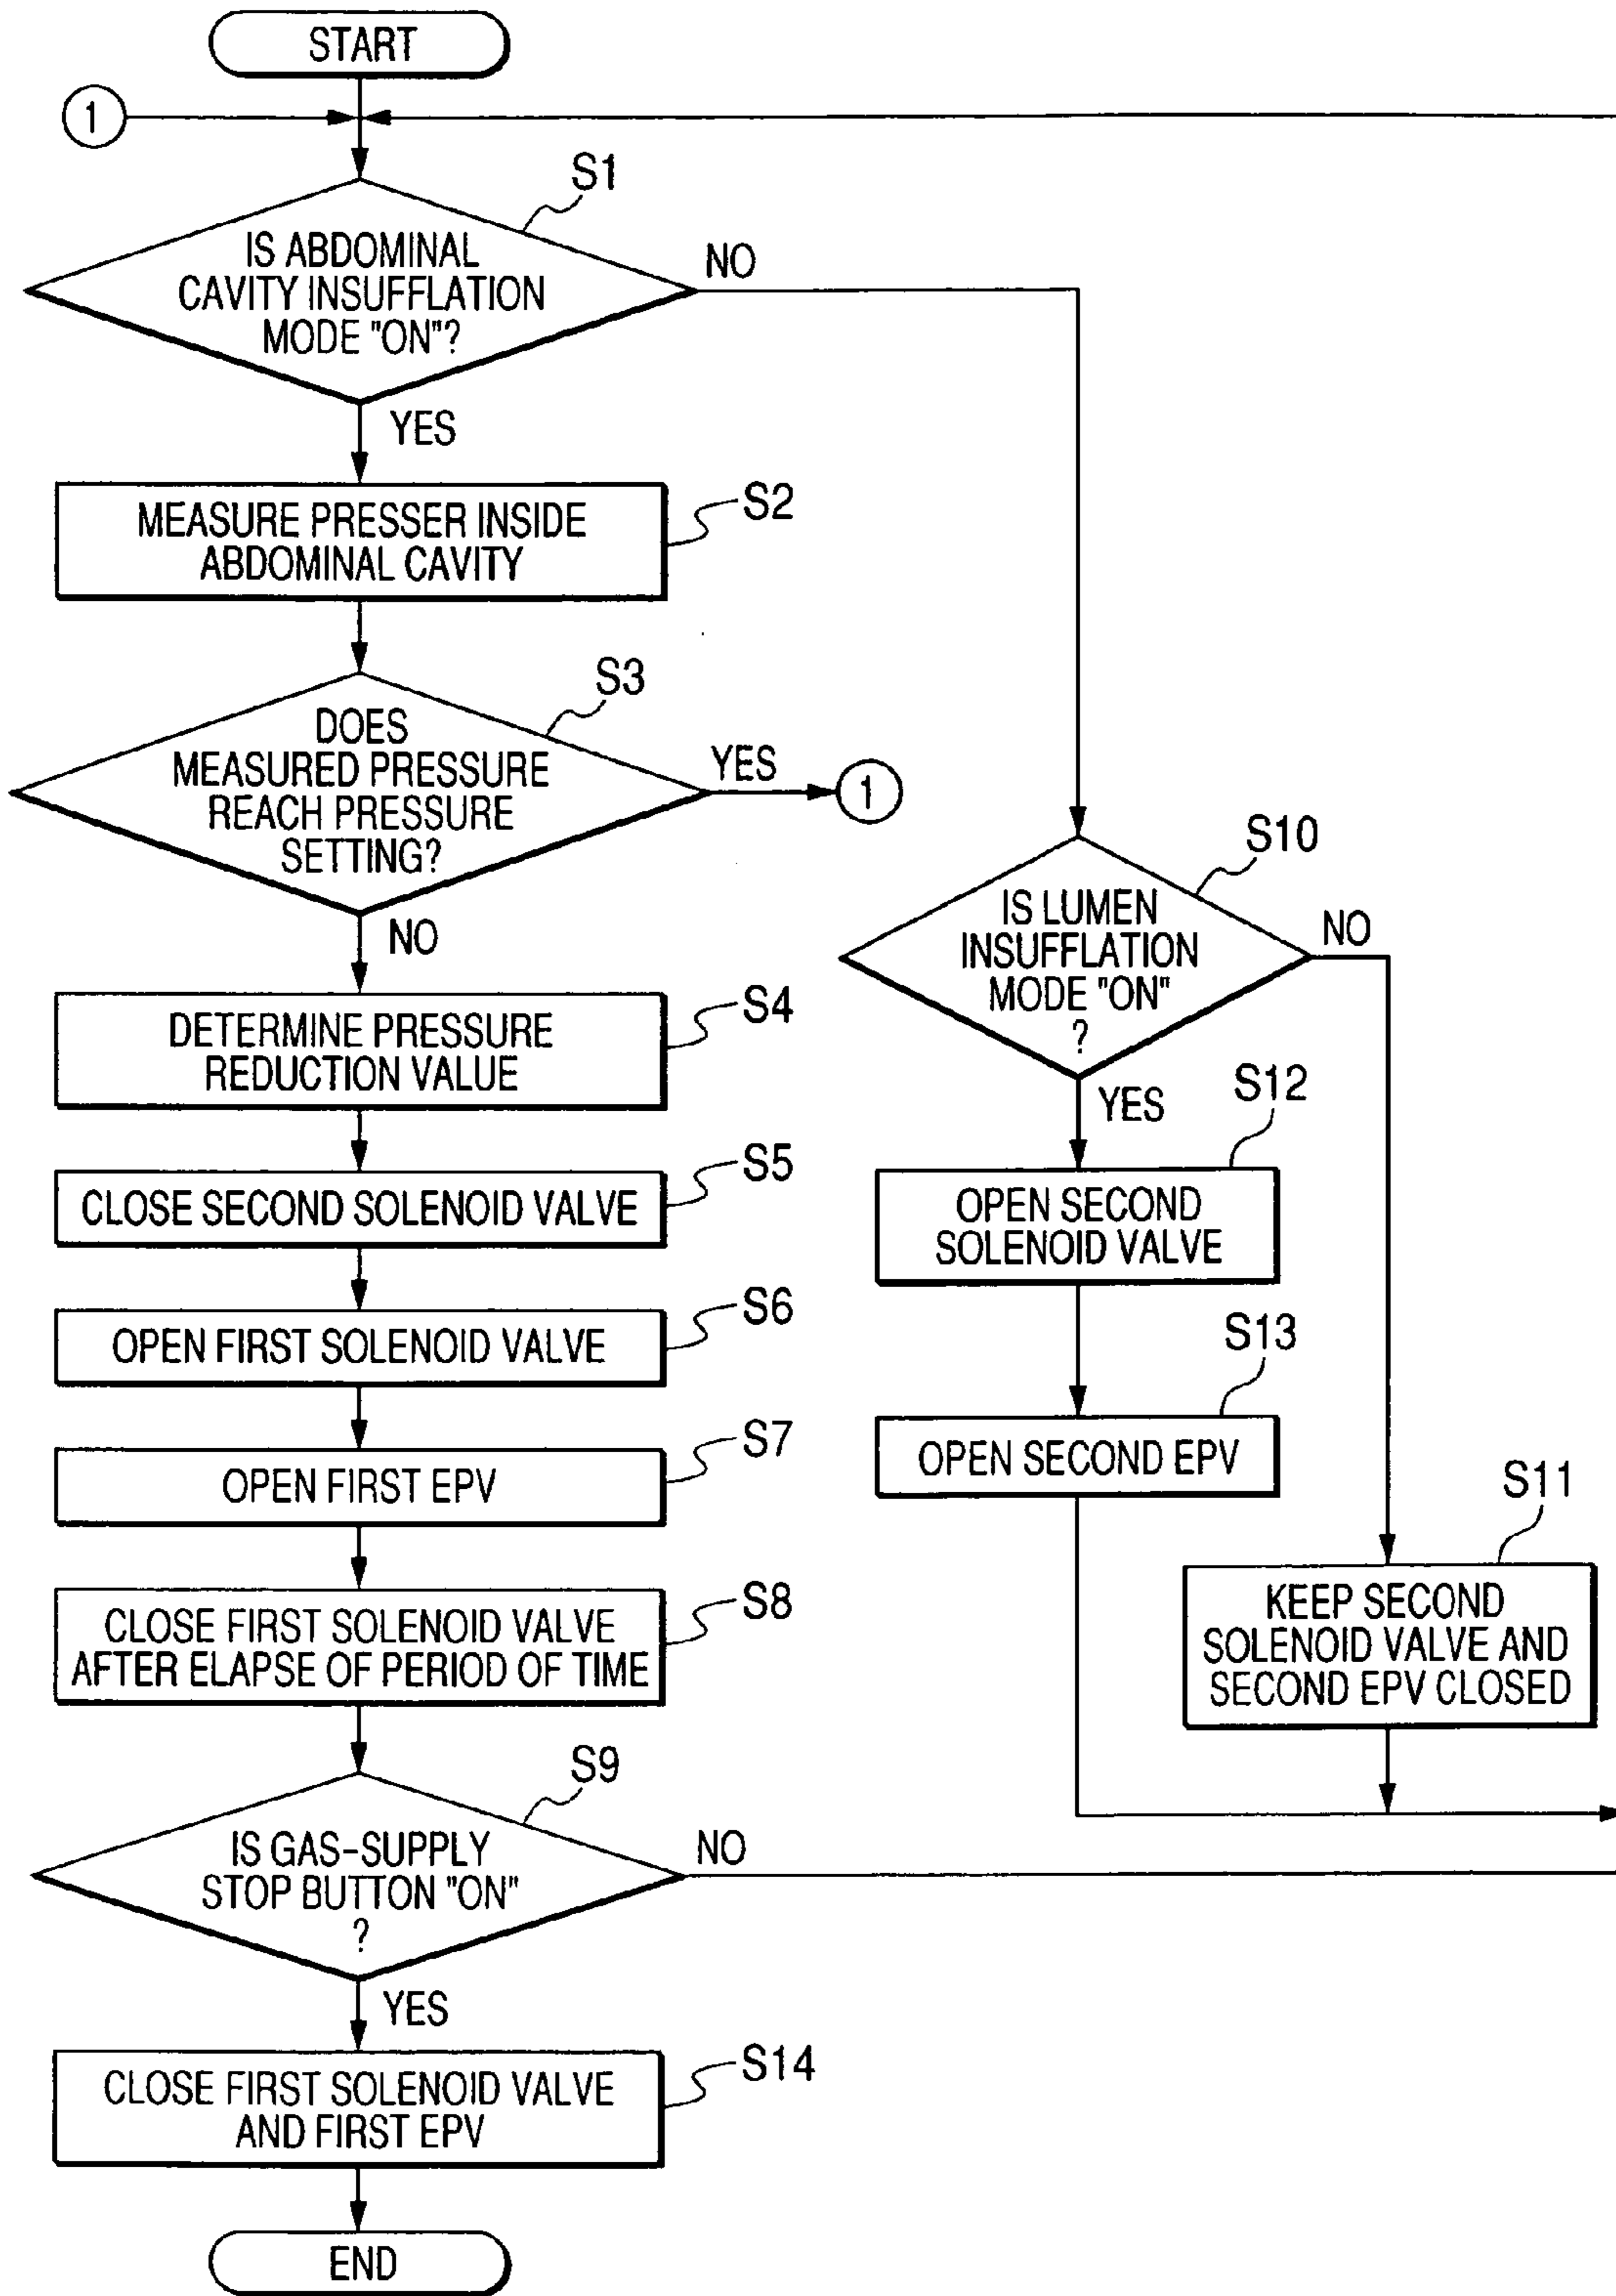 START
1
S1
IS ABDOMINAL
CAVITY INSUFFLATION
MODE "ON"?
NO
YES
S2
MEASURE PRESSER INSIDE
ABDOMINAL CAVITY
S3
DOES
MEASURED PRESSURE
REACH PRESSURE
SETTING?
YES
1
NO
S4
DETERMINE PRESSURE
REDUCTION VALUE
S5
CLOSE SECOND SOLENOID VALVE
S6
OPEN FIRST SOLENOID VALVE
S7
OPEN FIRST EPV
S8
CLOSE FIRST SOLENOID VALVE
AFTER ELAPSE OF PERIOD OF TIME
S9
IS GAS-SUPPLY
STOP BUTTON "ON"
?
NO
YES
S14
CLOSE FIRST SOLENOID VALVE
AND FIRST EPV
END
S10
IS LUMEN
INSUFFLATION
MODE "ON"
?
NO
YES
S12
OPEN SECOND
SOLENOID VALVE
S13
OPEN SECOND EPV
S11
KEEP SECOND
SOLENOID VALVE AND
SECOND EPV CLOSED